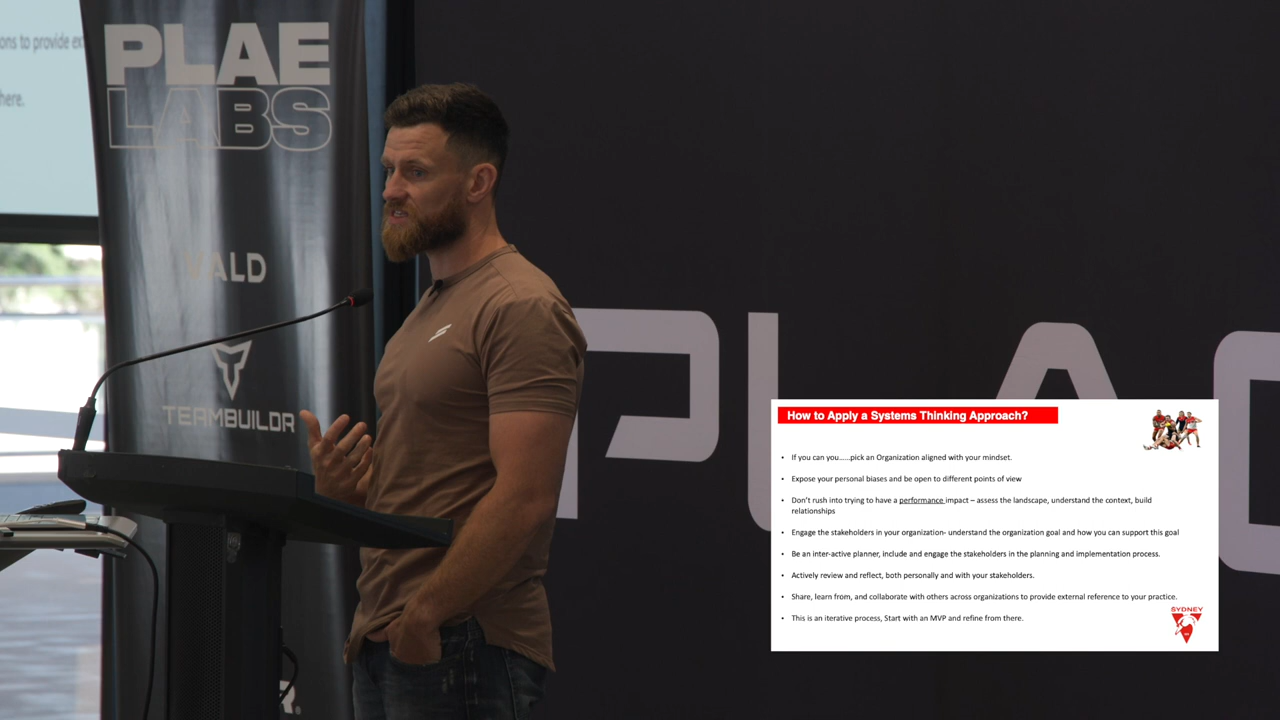 ons to provide ex
here.
PLAE
LABS
VALD
TEAMBUILDR
R.
PLAC
How to Apply a Systems Thinking Approach?
• If you can you......pick an Organization aligned with your mindset.
• Expose your personal biases and be open to different points of view
• Don't rush into trying to have a performance impact – assess the landscape, understand the context, build
relationships
• Engage the stakeholders in your organization- understand the organization goal and how you can support this goal
• Be an inter-active planner, include and engage the stakeholders in the planning and implementation process.
• Actively review and reflect, both personally and with your stakeholders.
• Share, learn from, and collaborate with others across organizations to provide external reference to your practice.
• This is an iterative process, Start with an MVP and refine from there.
SYDNEY